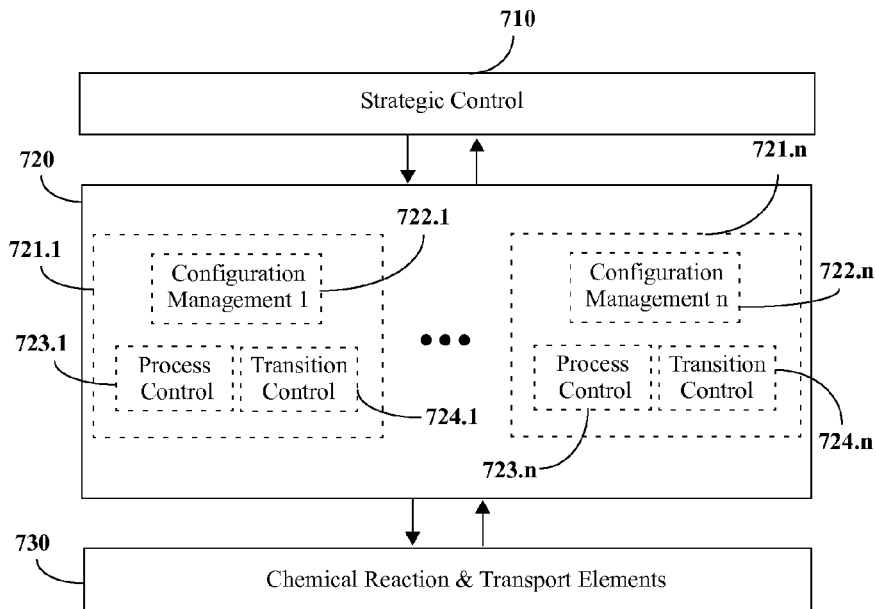 710
Strategic Control
720
721.n
721.1
722.1
Configuration
Management 1
Configuration
Management n
722.n
723.1
Process
Control
Transition
Control
724.1
Process
Control
Transition
Control
723.n
724.n
730
Chemical Reaction & Transport Elements